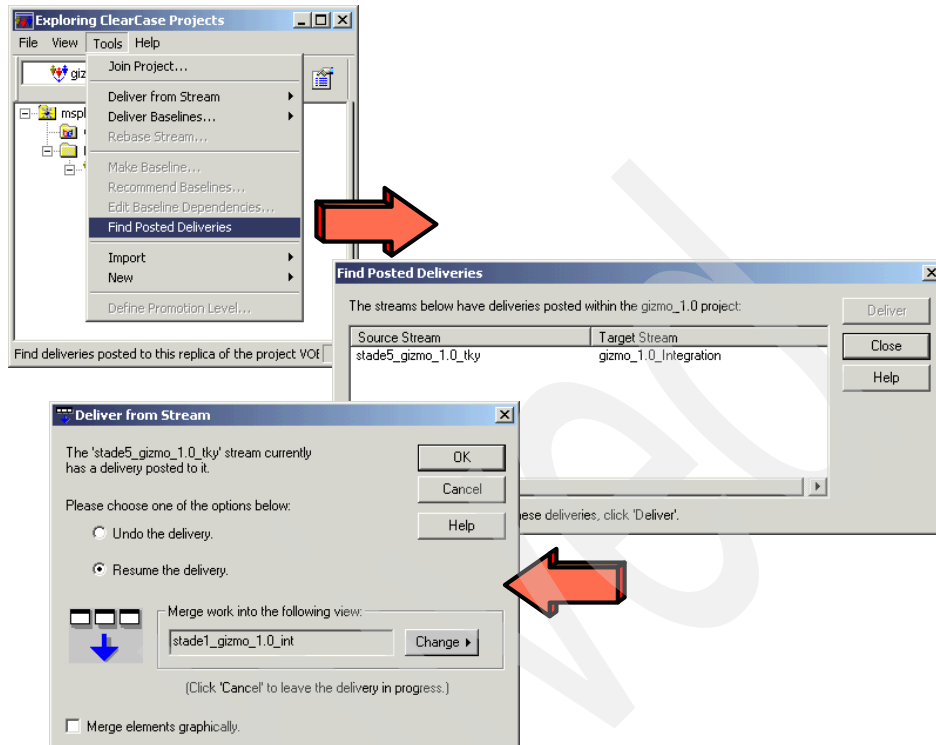 Exploring ClearCase Projects
File View Tools Help
giz
Join Project...
Deliver from Stream
Deliver Baselines...
Rebase Stream...
Make Baseline...
Recommend Baselines...
Edit Baseline Dependencies...
Find Posted Deliveries
Import
New
Define Promotion Level...
Find deliveries posted to this replica of the project VOB
Find Posted Deliveries
The streams below have deliveries posted within the gizmo_1.0 project:
Source Stream Target Stream
stade5_gizmo_1.0_tky gizmo_1.0_Integration
Deliver
Close
Help
these deliveries, click 'Deliver'.
Deliver from Stream
The 'stade5_gizmo_1.0_tky' stream currently
has a delivery posted to it.
Please choose one of the options below:
Undo the delivery.
Resume the delivery.
OK
Cancel
Help
Merge work into the following view:
stade1_gizmo_1.0_int
Change
(Click 'Cancel' to leave the delivery in progress.)
Merge elements graphically.